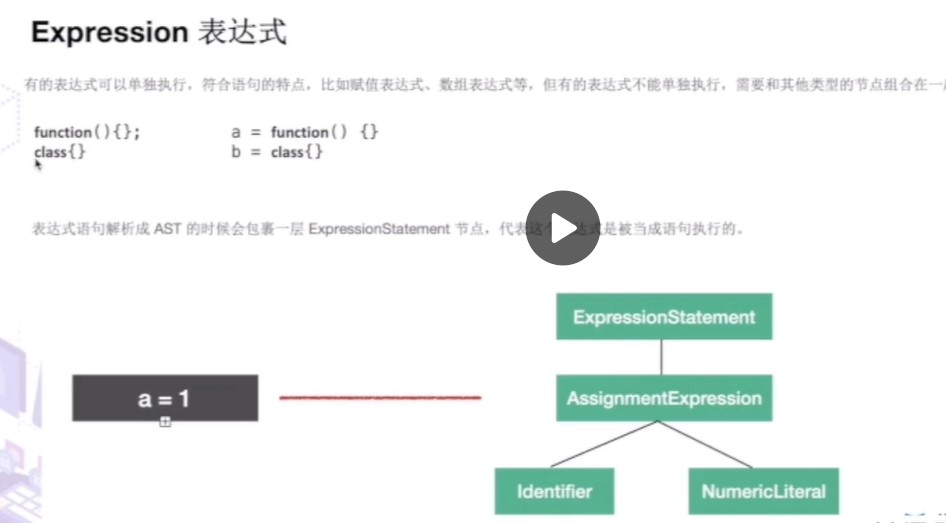 Expression 表达式
有的表达式可以单独执行，符合语句的特点，比如赋值表达式、数组表达式等，但有的表达式不能单独执行，需要和其他类型的节点组合在一
function(){};
class{}
a = function() {}
b = class{}
表达式语句解析成 AST 的时候会包裹一层 ExpressionStatement 节点，代表这 达式是被当成语句执行的。
ExpressionStatement
a = 1
AssignmentExpression
Identifier
NumericLiteral